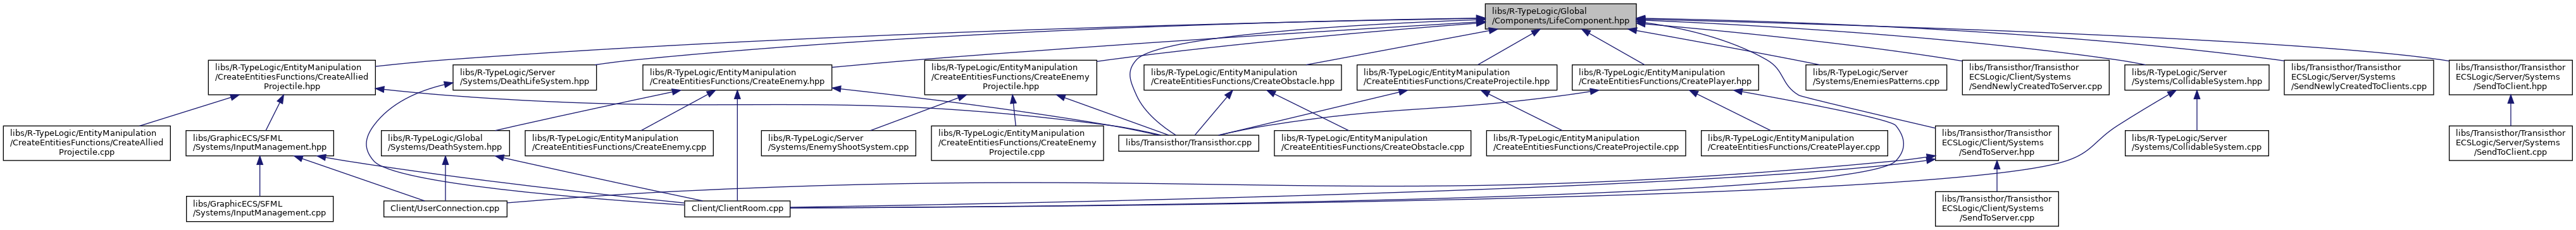 libs/R-TypeLogic/Global
/Components/LifeComponent.hpp
libs/R-TypeLogic/EntityManipulation
/CreateEntitiesFunctions/CreateAllied
Projectile.hpp
libs/R-TypeLogic/Server
/Systems/DeathLifeSystem.hpp
libs/R-TypeLogic/EntityManipulation
/CreateEntitiesFunctions/CreateEnemy.hpp
libs/R-TypeLogic/EntityManipulation
/CreateEntitiesFunctions/CreateEnemy
Projectile.hpp
libs/R-TypeLogic/EntityManipulation
/CreateEntitiesFunctions/CreateObstacle.hpp
libs/R-TypeLogic/EntityManipulation
/CreateEntitiesFunctions/CreateProjectile.hpp
libs/R-TypeLogic/EntityManipulation
/CreateEntitiesFunctions/CreatePlayer.hpp
libs/R-TypeLogic/Server
/Systems/EnemiesPatterns.cpp
libs/Transisthor/Transisthor
ECSLogic/Client/Systems
/SendNewlyCreatedToServer.cpp
libs/R-TypeLogic/Server
/Systems/CollidableSystem.hpp
libs/Transisthor/Transisthor
ECSLogic/Server/Systems
/SendNewlyCreatedToClients.cpp
libs/Transisthor/Transisthor
ECSLogic/Server/Systems
/SendToClient.hpp
libs/R-TypeLogic/EntityManipulation
/CreateEntitiesFunctions/CreateAllied
Projectile.cpp
libs/GraphicECS/SFML
/Systems/InputManagement.hpp
libs/R-TypeLogic/Global
/Systems/DeathSystem.hpp
libs/R-TypeLogic/EntityManipulation
/CreateEntitiesFunctions/CreateEnemy.cpp
libs/R-TypeLogic/Server
/Systems/EnemyShootSystem.cpp
libs/R-TypeLogic/EntityManipulation
/CreateEntitiesFunctions/CreateEnemy
Projectile.cpp
libs/Transisthor/Transisthor.cpp
libs/R-TypeLogic/EntityManipulation
/CreateEntitiesFunctions/CreateObstacle.cpp
libs/R-TypeLogic/EntityManipulation
/CreateEntitiesFunctions/CreateProjectile.cpp
libs/R-TypeLogic/EntityManipulation
/CreateEntitiesFunctions/CreatePlayer.cpp
libs/Transisthor/Transisthor
ECSLogic/Client/Systems
/SendToServer.hpp
libs/R-TypeLogic/Server
/Systems/CollidableSystem.cpp
libs/Transisthor/Transisthor
ECSLogic/Server/Systems
/SendToClient.cpp
libs/GraphicECS/SFML
/Systems/InputManagement.cpp
Client/UserConnection.cpp
Client/ClientRoom.cpp
libs/Transisthor/Transisthor
ECSLogic/Client/Systems
/SendToServer.cpp